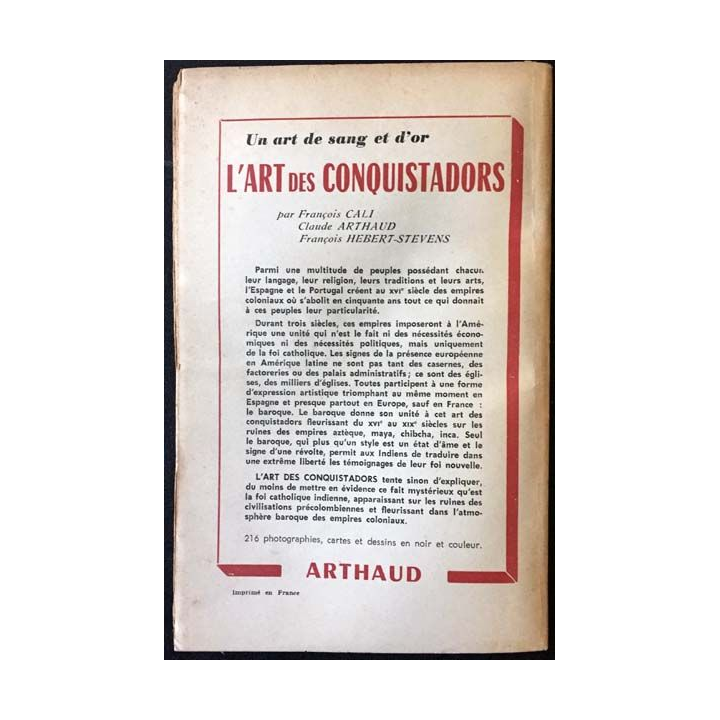 Un art de sang et d'or
L'ART DES CONQUISTADORS
par François CALI
Claude ARTHAUD
François HEBERT-STEVENS
Parmi une multitude de peuples possédant chacun
leur langage, leur religion, leurs traditions et leurs arts,
l'Espagne et le Portugal créent au XVIe siècle des empires
coloniaux où s'abolit en cinquante ans tout ce qui donnait
à ces peuples leur particularité.
Durant trois siècles, ces empires imposeront à l'Amé-
rique une unité qui n'est le fait ni des nécessités écono-
miques ni des nécessités politiques, mais uniquement
de la foi catholique. Les signes de la présence européenne
en Amérique latine ne sont pas tant des casernes, des
factoreries ou des palais administratifs ; ce sont des égli-
ses, des milliers d'églises. Toutes participent à une forme
d'expression artistique triomphant au même moment en
Espagne et presque partout en Europe, sauf en France :
le baroque. Le baroque donne son unité à cet art des
conquistadors fleurissant du XVIe au XIXe siècles sur les
ruines des empires aztèque, maya, chibcha, inca. Seul
le baroque, qui plus qu'un style est un état d'âme et le
signe d'une révolte, permit aux Indiens de traduire dans
une extrême liberté les témoignages de leur foi nouvelle.
L'ART DES CONQUISTADORS tente sinon d'expliquer,
du moins de mettre en évidence ce fait mystérieux qu'est
la foi catholique indienne, apparaissant sur les ruines des
civilisations précolombiennes et fleurissant dans l'atmo-
sphère baroque des empires coloniaux.
216 photographies, cartes et dessins en noir et couleur.
ARTHAUD
Imprimé en France